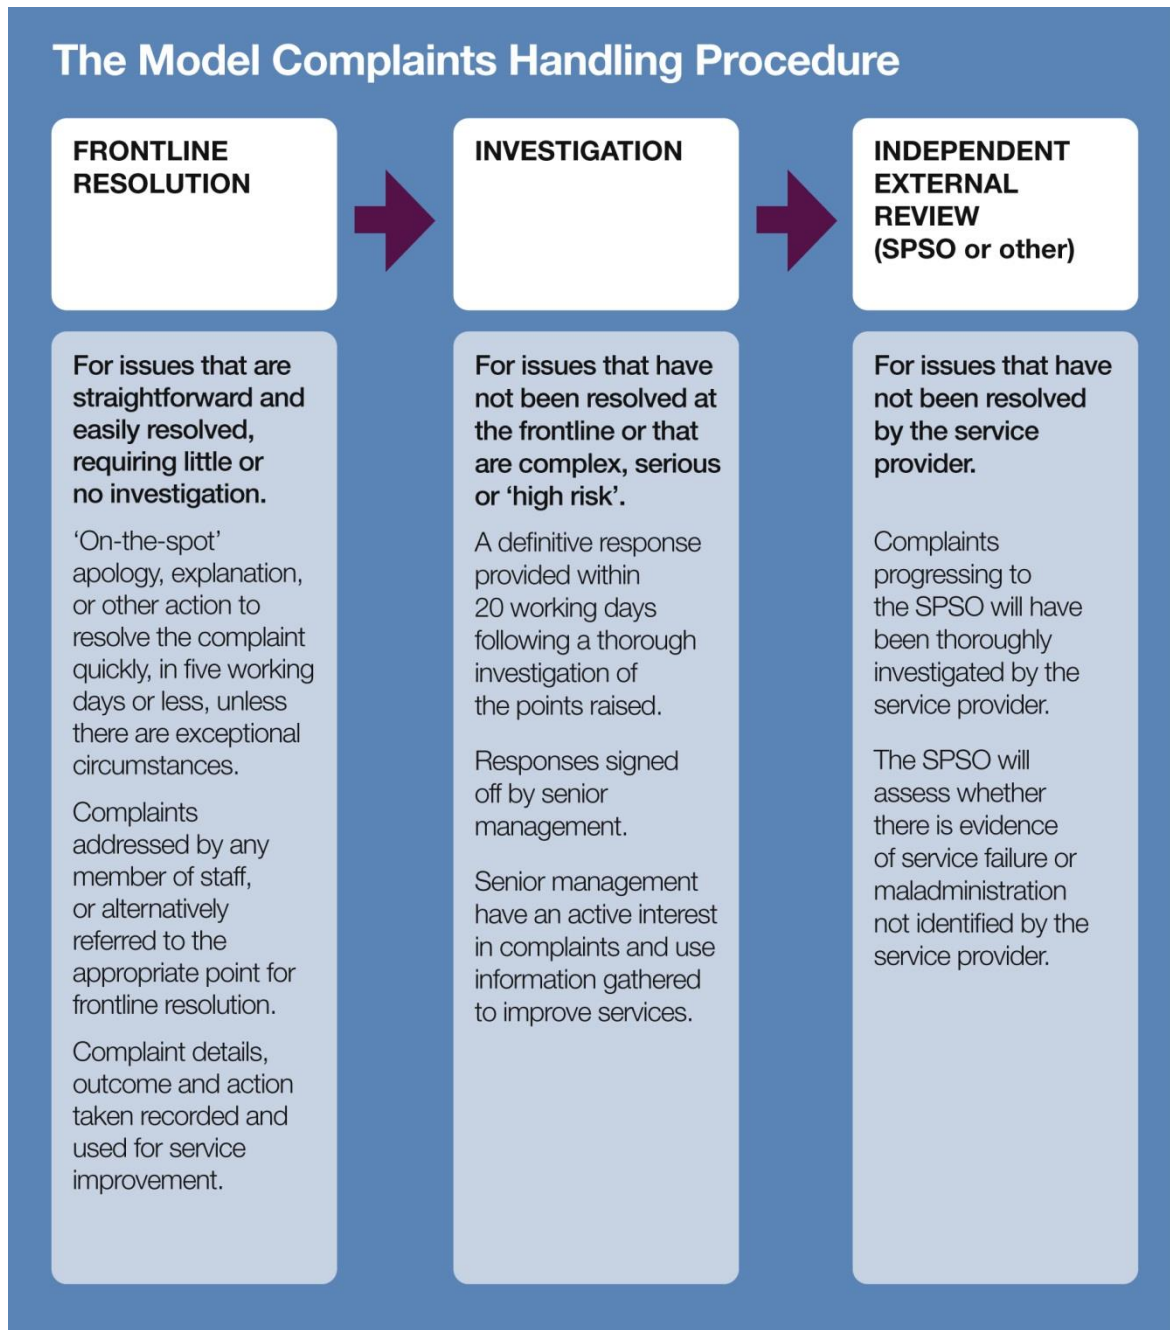 The Model Complaints Handling Procedure
FRONTLINE
RESOLUTION
For issues that are
straightforward and
easily resolved,
requiring little or
no investigation.
‘On-the-spot’
apology, explanation,
or other action to
resolve the complaint
quickly, in five working
days or less, unless
there are exceptional
circumstances.
Complaints
addressed by any
member of staff,
or alternatively
referred to the
appropriate point for
frontline resolution.
Complaint details,
outcome and action
taken recorded and
used for service
improvement.
INVESTIGATION
For issues that have
not been resolved at
the frontline or that
are complex, serious
or ‘high risk’.
A definitive response
provided within
20 working days
following a thorough
investigation of
the points raised.
Responses signed
off by senior
management.
Senior management
have an active interest
in complaints and use
information gathered
to improve services.
INDEPENDENT
EXTERNAL
REVIEW
(SPSO or other)
For issues that have
not been resolved
by the service
provider.
Complaints
progressing to
the SPSO will have
been thoroughly
investigated by the
service provider.
The SPSO will
assess whether
there is evidence
of service failure or
maladministration
not identified by the
service provider.